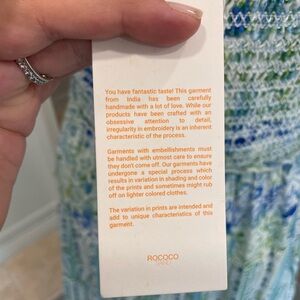 You have fantastic taste! This garment
from India has been carefully
handmade with a lot of love. While our
products have been crafted with an
obsessive attention to detail,
irregularity in embroidery is an inherent
characteristic of the process.
Garments with embellishments must
be handled with utmost care to ensure
they don't come off. Our garments have
undergone a special process which
results in variation in shading and color
of the prints and sometimes might rub
off on lighter colored clothes.
The variation in prints are intended and
add to unique characteristics of this
garment.
ROCOCO